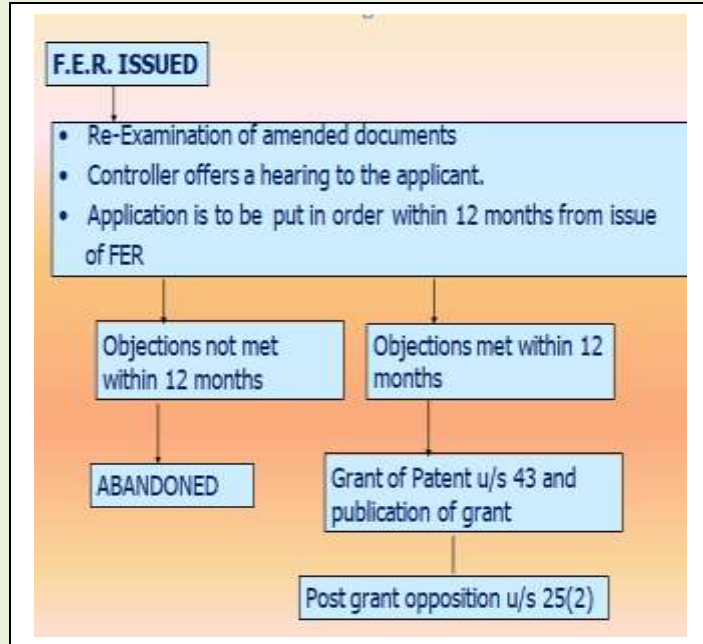 F.E.R. ISSUED
• Re-Examination of amended documents
• Controller offers a hearing to the applicant.
• Application is to be put in order within 12 months from issue
of FER
Objections not met
within 12 months
Objections met within 12
months
ABANDONED
Grant of Patent u/s 43 and
publication of grant
Post grant opposition u/s 25(2)